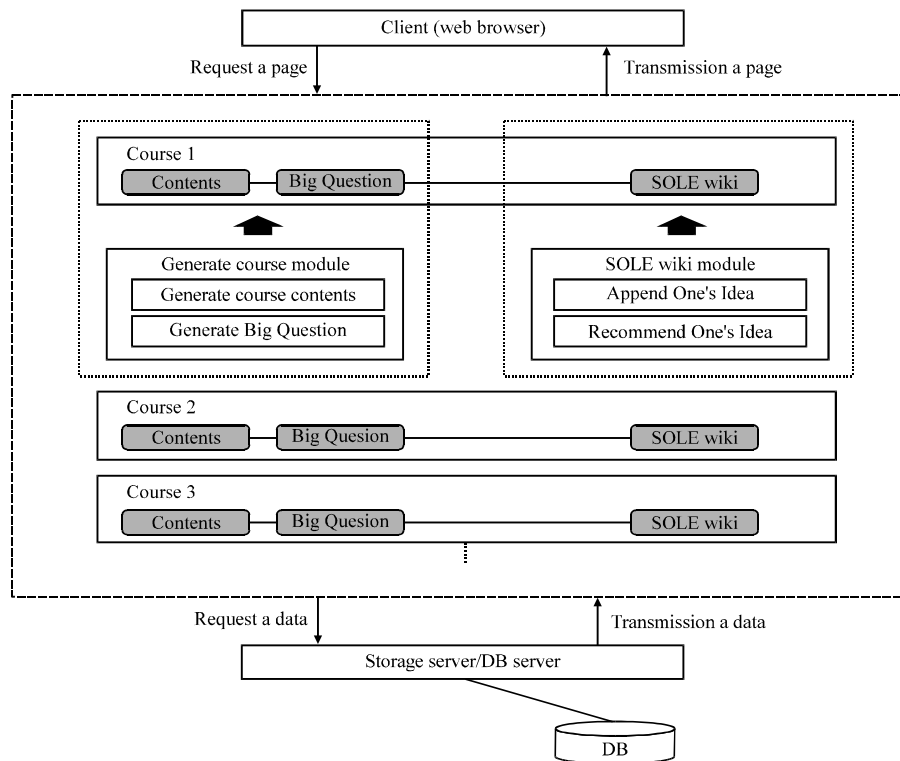 Client (web browser)
Request a page
Transmission a page
Course 1
Contents
Big Question
SOLE wiki
Generate course module
Generate course contents
Generate Big Question
SOLE wiki module
Append One's Idea
Recommend One's Idea
Course 2
Contents
Big Quesion
SOLE wiki
Course 3
Contents
Big Quesion
SOLE wiki
Request a data
Transmission a data
Storage server/DB server
DB